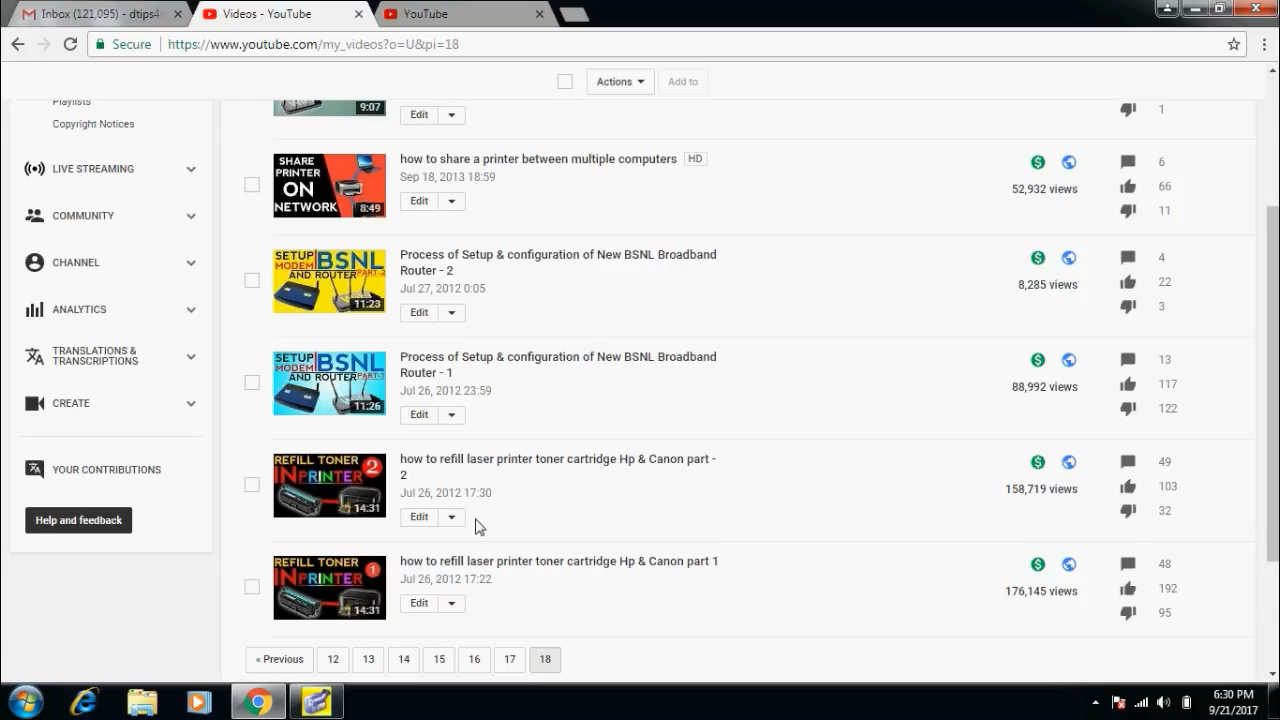 Inbox (121,095) - dtips4
Videos - YouTube
YouTube
Secure
https://www.youtube.com/my_videos?o=U&pi=18
Actions
Add to
Playlists
Copyright Notices
LIVE STREAMING
COMMUNITY
CHANNEL
ANALYTICS
TRANSLATIONS &
TRANSCRIPTIONS
CREATE
YOUR CONTRIBUTIONS
Help and feedback
9:07
Edit
1
SHARE
PRINTER
ON
NETWORK
8:49
how to share a printer between multiple computers HD
Sep 18, 2013 18:59
Edit
52,932 views
6
66
11
SETUP BSNL
MODEM
AND ROUTER PART-2
11:23
Process of Setup & configuration of New BSNL Broadband
Router - 2
Jul 27, 2012 0:05
Edit
8,285 views
4
22
3
SETUP BSNL
MODEM
AND ROUTER PART-1
11:26
Process of Setup & configuration of New BSNL Broadband
Router - 1
Jul 26, 2012 23:59
Edit
88,992 views
13
117
122
REFILL TONER 2
IN PRINTER
14:31
how to refill laser printer toner cartridge Hp & Canon part -
2
Jul 26, 2012 17:30
Edit
158,719 views
49
103
32
REFILL TONER 1
IN PRINTER
14:31
how to refill laser printer toner cartridge Hp & Canon part 1
Jul 26, 2012 17:22
Edit
176,145 views
48
192
95
« Previous 12 13 14 15 16 17 18
6:30 PM
9/21/2017